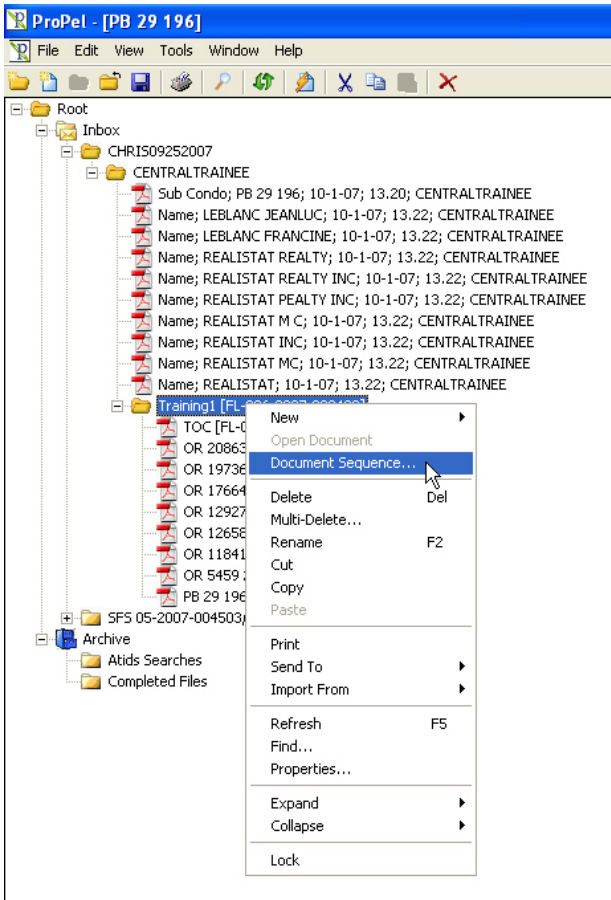 ProPel - [PB 29 196]
File Edit View Tools Window Help
Root
Inbox
CHRIS09252007
CENTRALTRAINEE
Sub Condo; PB 29 196; 10-1-07; 13.20; CENTRALTRAINEE
Name; LEBLANC JEANLUC; 10-1-07; 13.22; CENTRALTRAINEE
Name; LEBLANC FRANCINE; 10-1-07; 13.22; CENTRALTRAINEE
Name; REALISTAT REALTY; 10-1-07; 13.22; CENTRALTRAINEE
Name; REALISTAT REALTY INC; 10-1-07; 13.22; CENTRALTRAINEE
Name; REALISTAT PEALTY INC; 10-1-07; 13.22; CENTRALTRAINEE
Name; REALISTAT M C; 10-1-07; 13.22; CENTRALTRAINEE
Name; REALISTAT INC; 10-1-07; 13.22; CENTRALTRAINEE
Name; REALISTAT MC; 10-1-07; 13.22; CENTRALTRAINEE
Name; REALISTAT; 10-1-07; 13.22; CENTRALTRAINEE
Training1
TOC
OR 20863
OR 19736
OR 17664
OR 12927
OR 12658
OR 11841
OR 5459
PB 29 196
SFS 05-2007-004503
Archive
Atids Searches
Completed Files
New
Open Document
Document Sequence...
Delete Del
Multi-Delete...
Rename F2
Cut
Copy
Paste
Print
Send To
Import From
Refresh F5
Find...
Properties...
Expand
Collapse
Lock